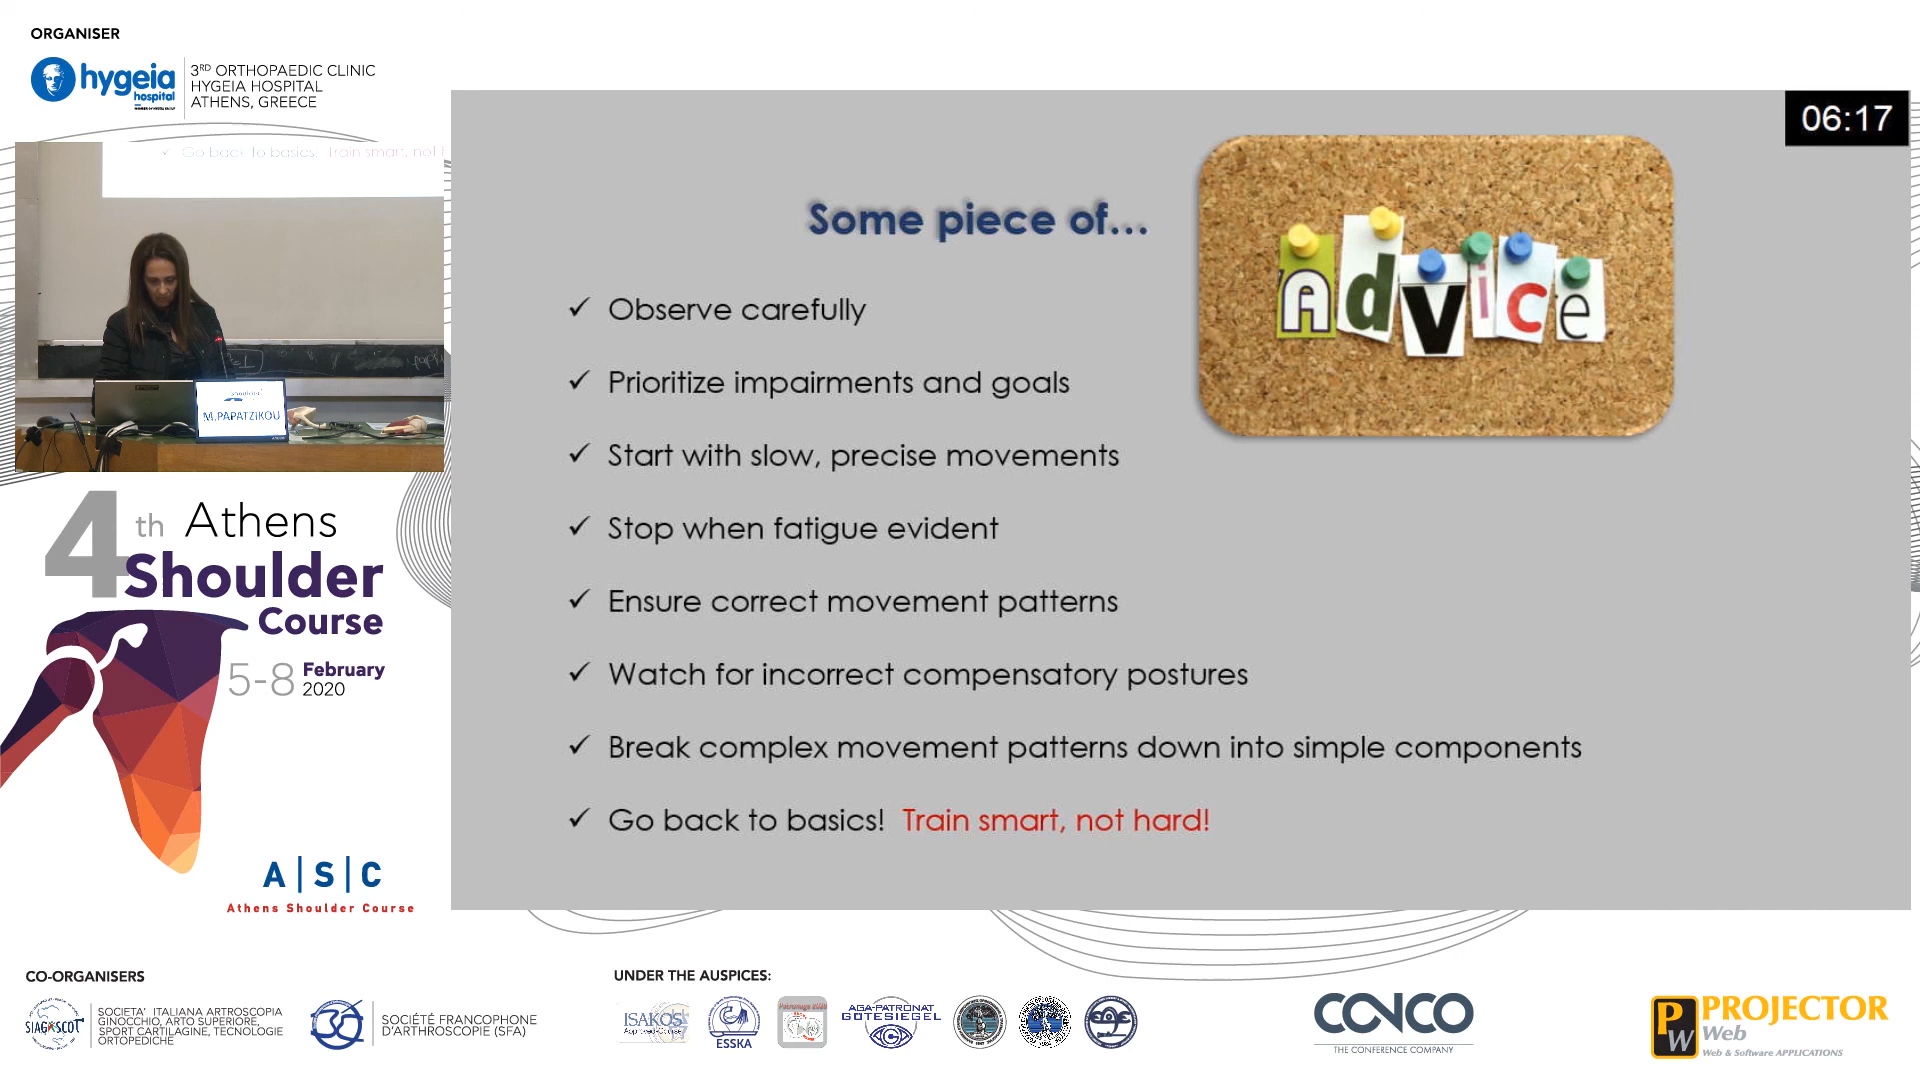 ORGANISER
hygeia
hospital
3RD ORTHOPAEDIC CLINIC
HYGEIA HOSPITAL
ATHENS, GREECE
06:17
Go back to basics! Train smart, not h
M.PAPATZIKOU
Some piece of...
Advice
✓ Observe carefully
✓ Prioritize impairments and goals
✓ Start with slow, precise movements
✓ Stop when fatigue evident
✓ Ensure correct movement patterns
✓ Watch for incorrect compensatory postures
✓ Break complex movement patterns down into simple components
✓ Go back to basics! Train smart, not hard!
4th Athens
Shoulder
Course
5-8 February
2020
A|S|C
Athens Shoulder Course
CO-ORGANISERS
SIAGASCOT
SOCIETA' ITALIANA ARTROSCOPIA
GINOCCHIO, ARTO SUPERIORE,
SPORT CARTILAGINE, TECNOLOGIE
ORTOPEDICHE
SOCIÉTÉ FRANCOPHONE
D'ARTHROSCOPIE (SFA)
UNDER THE AUSPICES:
ISAKOS
ESSKA
Patronage 2020
AGA-PATRONAT
GÜTESIEGEL
CONCO
THE CONFERENCE COMPANY
PW
PROJECTOR
Web
Web & Software APPLICATIONS